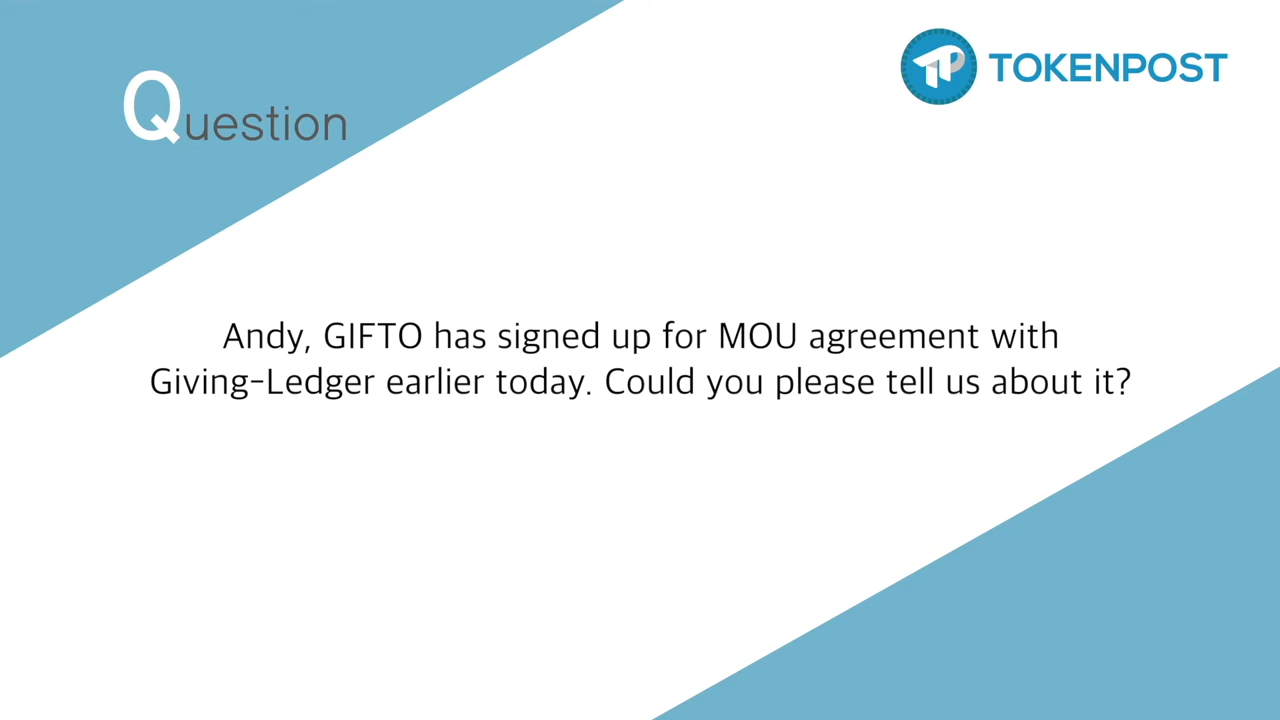 Question
TOKENPOST
Andy, GIFTO has signed up for MOU agreement with
Giving-Ledger earlier today. Could you please tell us about it?